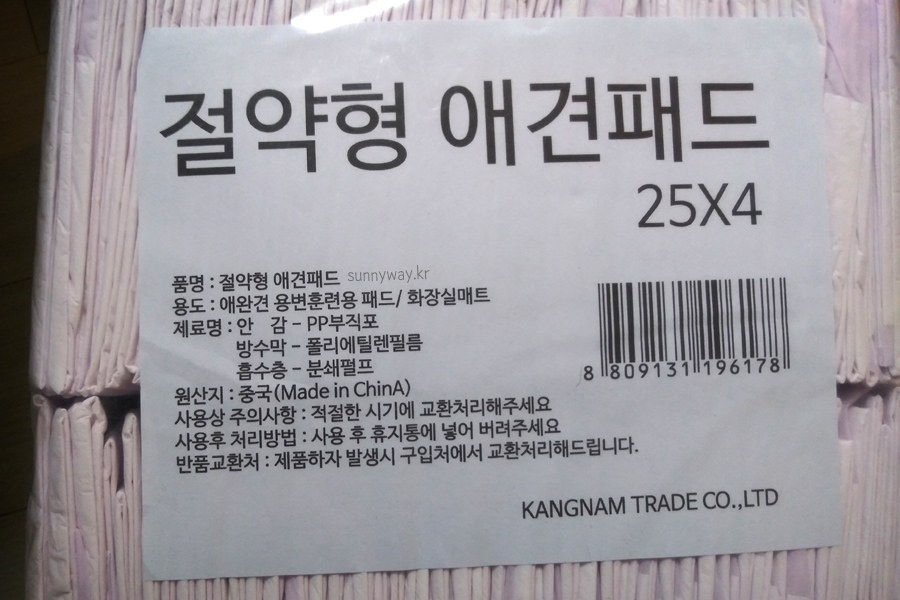 절약형 애견패드
25X4
품명 : 절약형 애견패드 sunnyway.kr
용도 : 애완견 용변훈련용 패드/ 화장실매트
제료명 : 안 감 - PP부직포
방수막 - 폴리에틸렌필름
흡수층 - 분쇄펄프
원산지 : 중국(Made in ChinA)
사용상 주의사항 : 적절한 시기에 교환처리해주세요
사용후 처리방법 : 사용 후 휴지통에 넣어 버려주세요
반품교환처 : 제품하자 발생시 구입처에서 교환처리해드립니다.
8 809131 196178
KANGNAM TRADE CO.,LTD